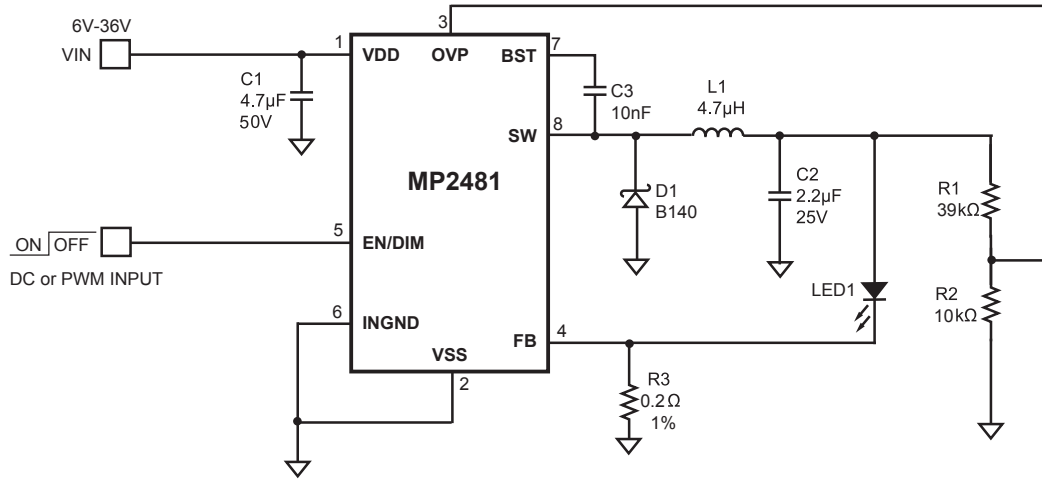 6V-36V
VIN
1
VDD
3
OVP
BST
7
C1
4.7µF
50V
C3
10nF
L1
4.7µH
SW
8
MP2481
D1
B140
C2
2.2µF
25V
R1
39kΩ
ON OFF
5
EN/DIM
DC or PWM INPUT
LED1
R2
10kΩ
6
INGND
FB
4
VSS
2
R3
0.2Ω
1%